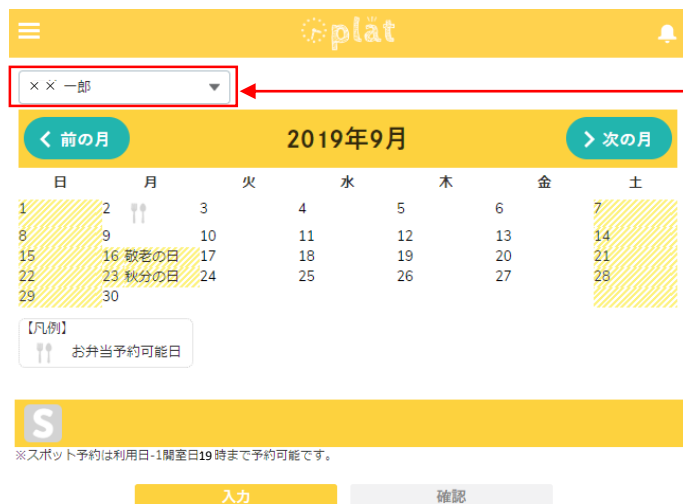 plat
×× 一郎
前の月 2019年9月 次の月
日 月 火 水 木 金 土
1 2 3 4 5 6 7
8 9 10 11 12 13 14
15 16 敬老の日 17 18 19 20 21
22 23 秋分の日 24 25 26 27 28
29 30
【凡例】
お弁当予約可能日
S
※スポット予約は利用日-1開室日19時まで予約可能です。
入力 確認